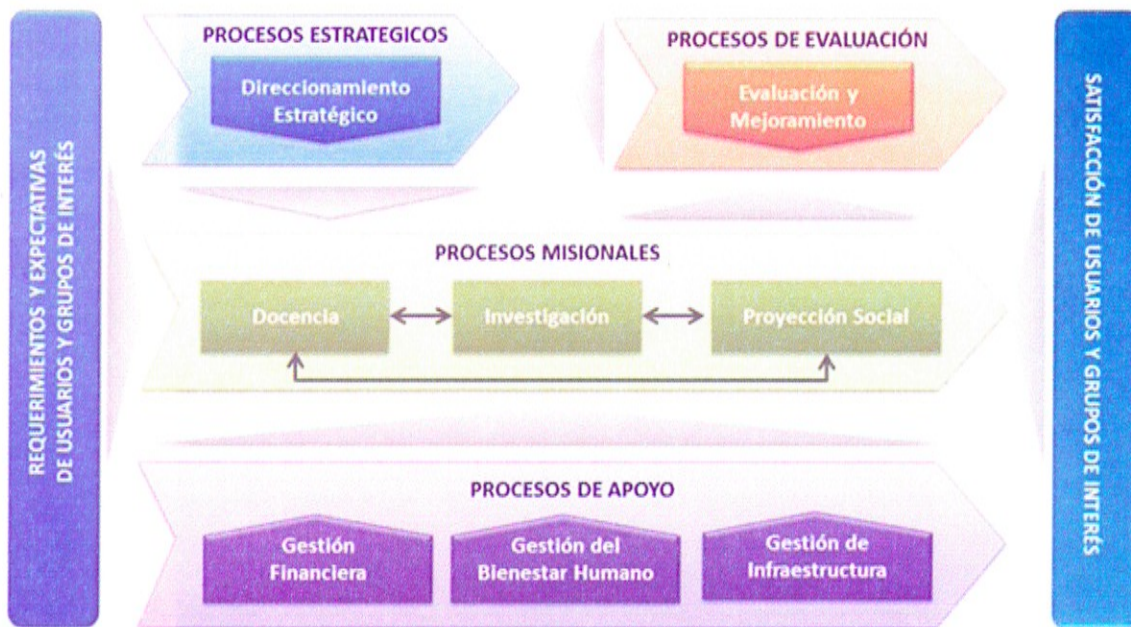 REQUERIMIENTOS Y EXPECTATIVAS
DE USUARIOS Y GRUPOS DE INTERÉS
PROCESOS ESTRATEGICOS
Direccionamiento
Estratégico
PROCESOS DE EVALUACIÓN
Evaluación y
Mejoramiento
PROCESOS MISIONALES
Docencia
Investigación
Proyección Social
PROCESOS DE APOYO
Gestión
Financiera
Gestión del
Bienestar Humano
Gestión de
Infraestructura
SATISFACCIÓN DE USUARIOS Y GRUPOS DE INTERÉS